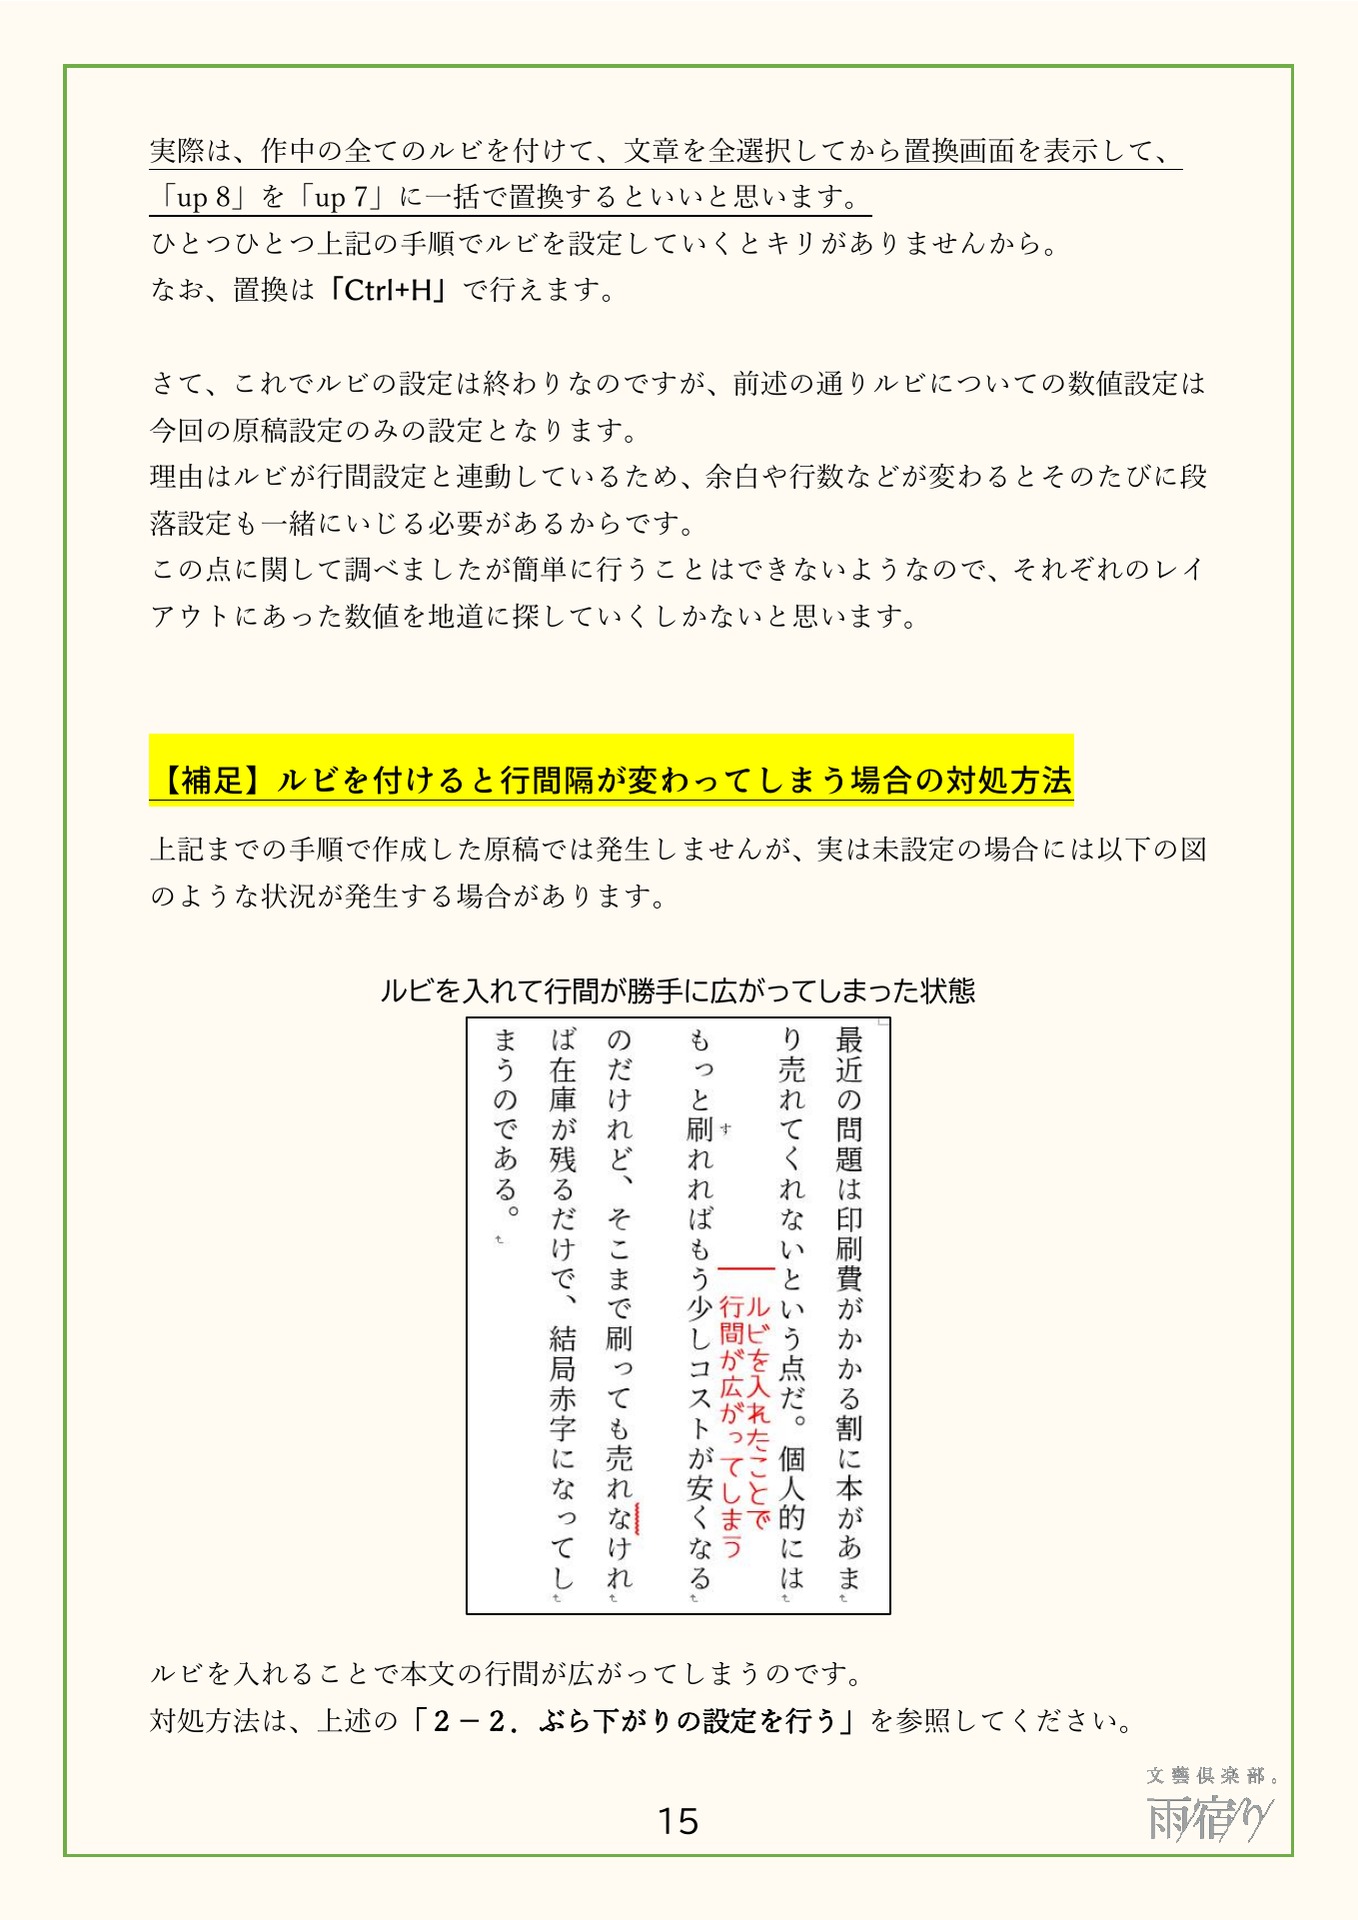 実際は、作中の全てのルビを付けて、文章を全選択してから置換画面を表示して、
「up 8」を「up 7」に一括で置換するといいと思います。
ひとつひとつ上記の手順でルビを設定していくとキリがありませんから。
なお、置換は「Ctrl+H」で行えます。
さて、これでルビの設定は終わりなのですが、前述の通りルビについての数値設定は
今回の原稿設定のみの設定となります。
理由はルビが行間設定と連動しているため、余白や行数などが変わるとそのたびに段
落設定も一緒にいじる必要があるからです。
この点に関して調べましたが簡単に行うことはできないようなので、それぞれのレイ
アウトにあった数値を地道に探していくしかないと思います。
【補足】ルビを付けると行間隔が変わってしまう場合の対処方法
上記までの手順で作成した原稿では発生しませんが、実は未設定の場合には以下の図
のような状況が発生する場合があります。
ルビを入れて行間が勝手に広がってしまった状態
最近の問題は印刷費がかかる割に本があま
り売れてくれないという点だ。個人的には
ルビを入れたことで
行間が広がってしまう
す
もっと刷れればもう少しコストが安くなる
のだけれど、そこまで刷っても売れなけれ
ば在庫が残るだけで、結局赤字になってし
まうのである。
ルビを入れることで本文の行間が広がってしまうのです。
対処方法は、上述の「２－２．ぶら下がりの設定を行う」を参照してください。
文藝倶楽部。
雨宿り
15